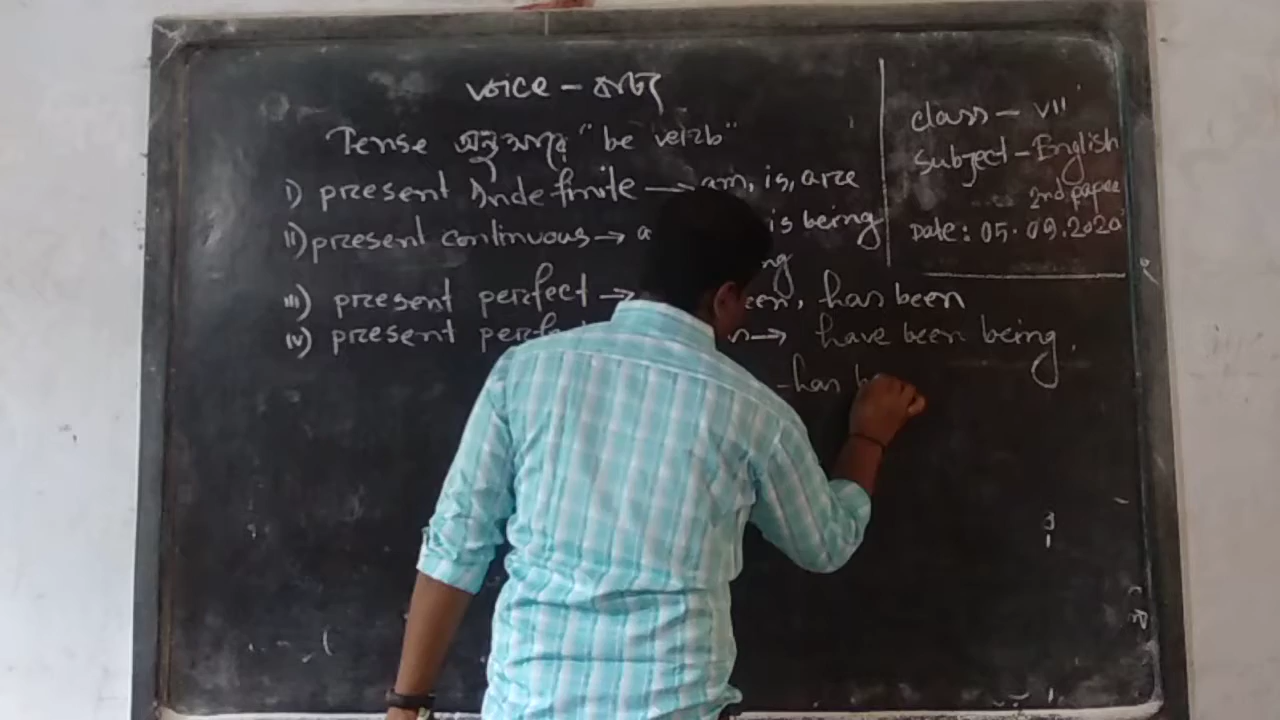 voice - বাচ্য
Tense অনুসারে "be verb"
i) present Indefinite → am, is, are
ii) present continuous → a is being
ng
iii) present perfect → een, has been
iv) present perfe n → have been being.
has b
class - VII
Subject - English
2nd paper
Date: 05.09.2020